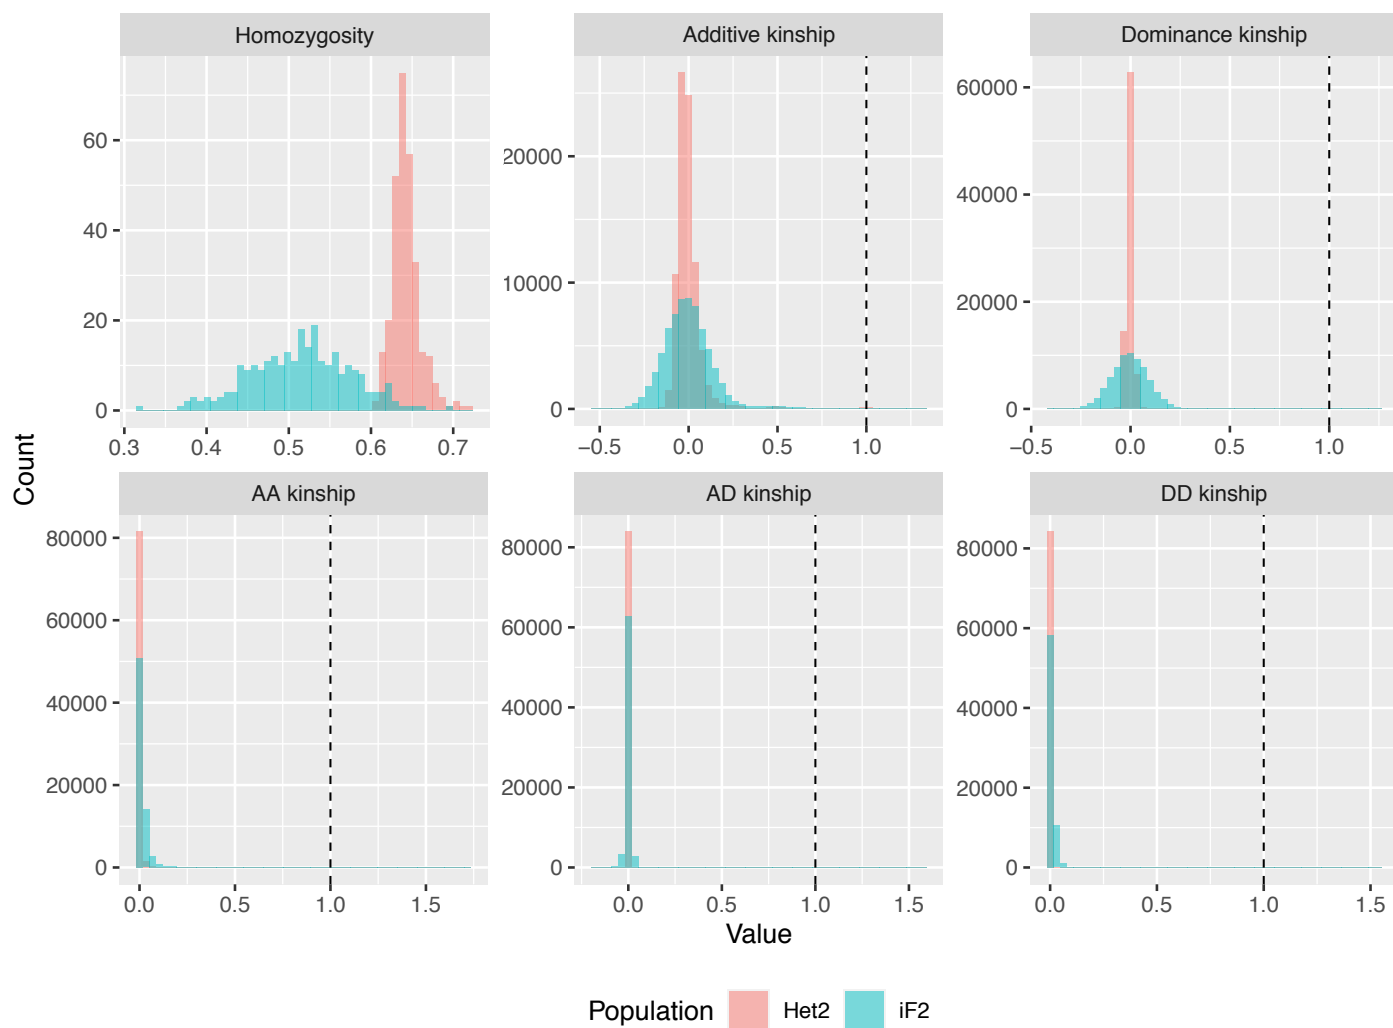 Homozygosity
Additive kinship
Dominance kinship
60
40
20
0
0.3 0.4 0.5 0.6 0.7
20000
10000
0
−0.5 0.0 0.5 1.0
60000
40000
20000
0
−0.5 0.0 0.5 1.0
Count
AA kinship
AD kinship
DD kinship
80000
60000
40000
20000
0
0.0 0.5 1.0 1.5
80000
60000
40000
20000
0
0.0 0.5 1.0 1.5
80000
60000
40000
20000
0
0.0 0.5 1.0 1.5
Value
Population Het2 iF2